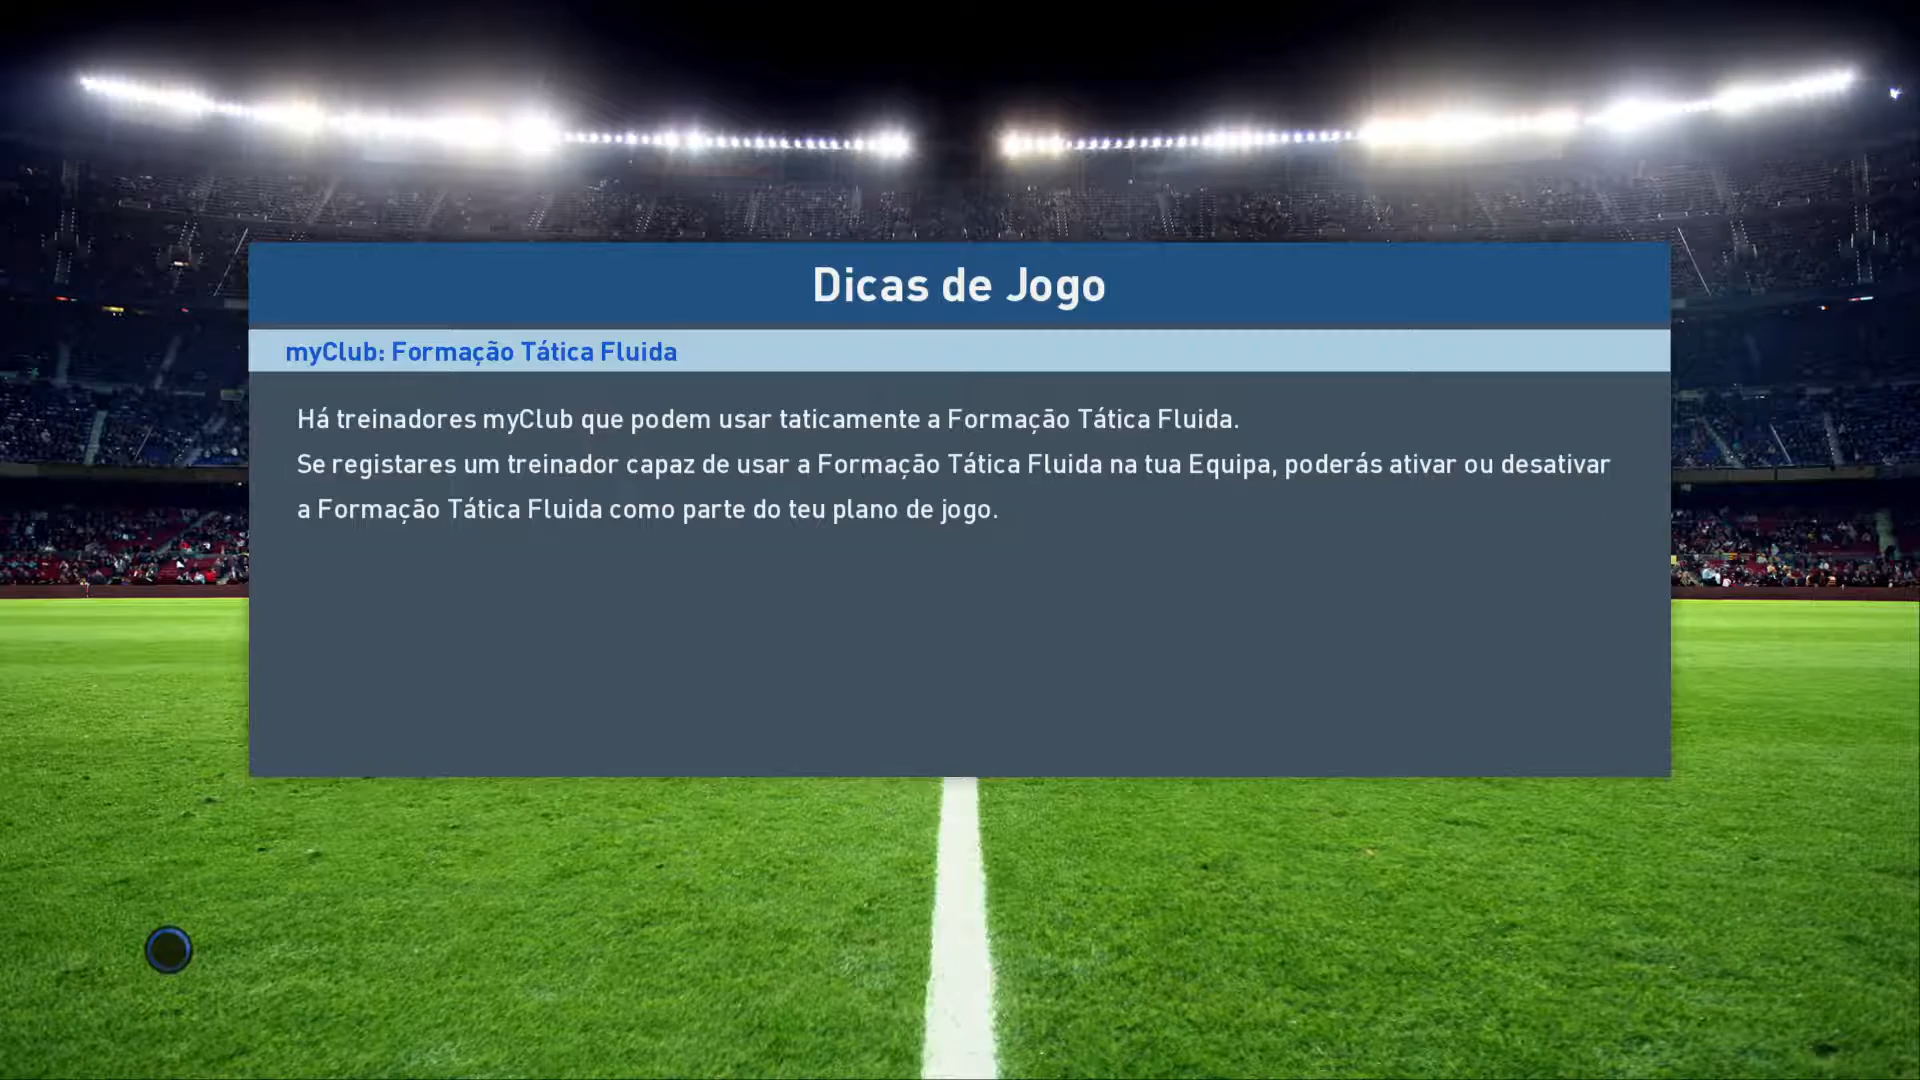 Dicas de Jogo
myClub: Formação Tática Fluida
Há treinadores myClub que podem usar taticamente a Formação Tática Fluida.
Se registares um treinador capaz de usar a Formação Tática Fluida na tua Equipa, poderás ativar ou desativar
a Formação Tática Fluida como parte do teu plano de jogo.